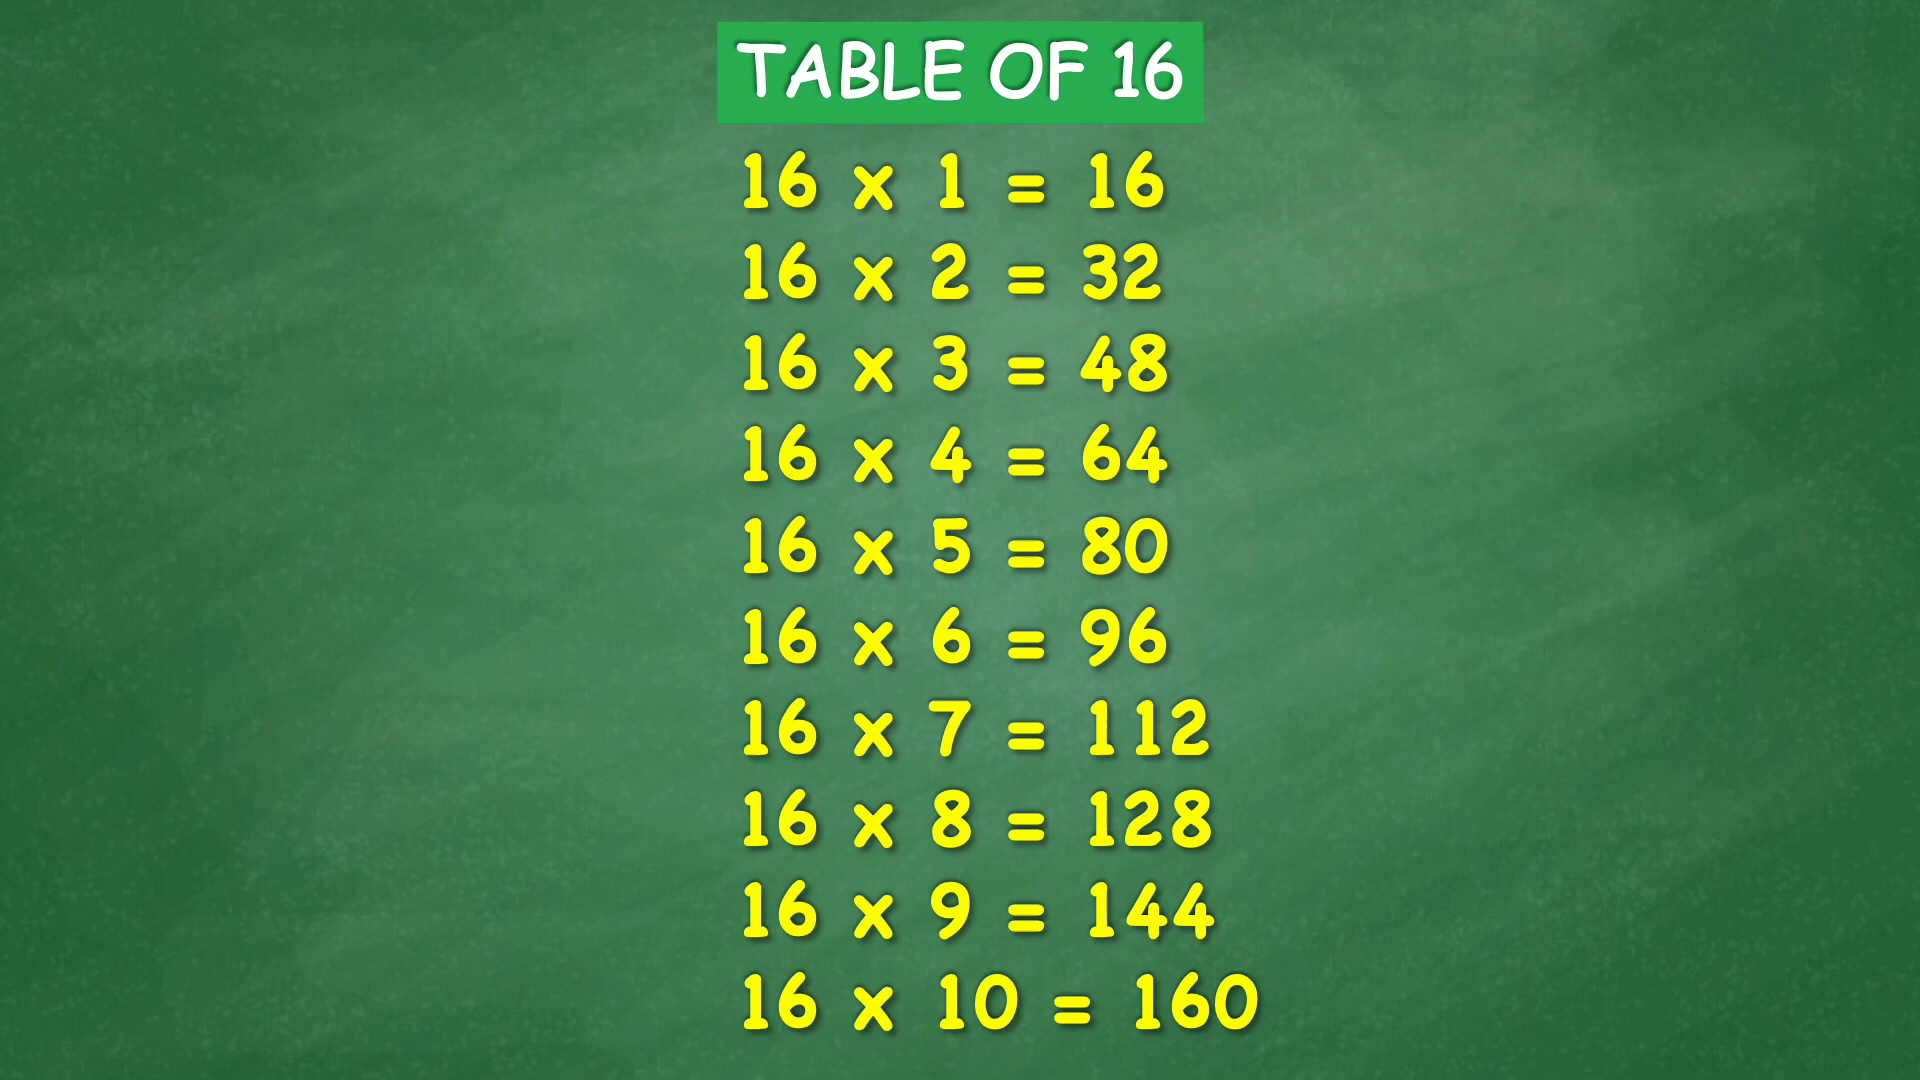 TABLE OF 16
16 x 1 = 16
16 x 2 = 32
16 x 3 = 48
16 x 4 = 64
16 x 5 = 80
16 x 6 = 96
16 x 7 = 112
16 x 8 = 128
16 x 9 = 144
16 x 10 = 160